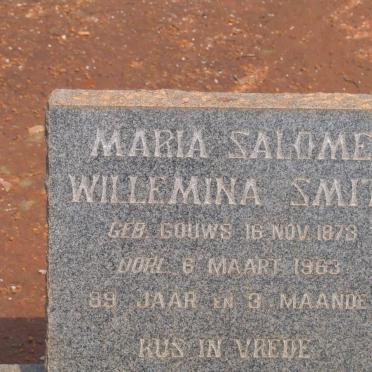 MARIA SALOME
WILLEMINA SMIT
GEB. GOUWS 16 NOV. 1873
OORL. 6 MAART 1963
89 JAAR EN 3 MAANDE
RUS IN VREDE